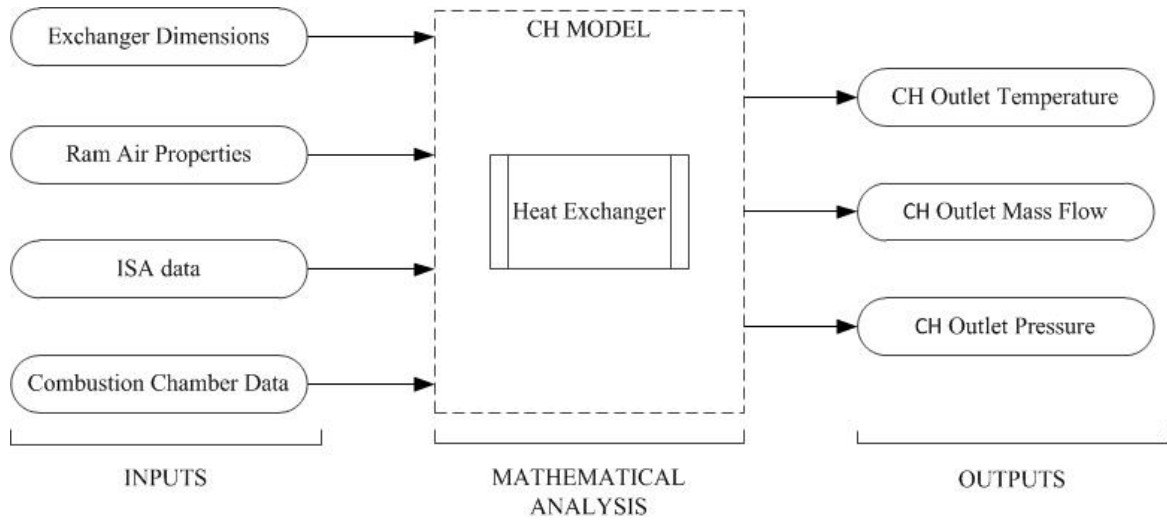 Exchanger Dimensions
Ram Air Properties
ISA data
Combustion Chamber Data
INPUTS
CH MODEL
Heat Exchanger
MATHEMATICAL
ANALYSIS
CH Outlet Temperature
CH Outlet Mass Flow
CH Outlet Pressure
OUTPUTS